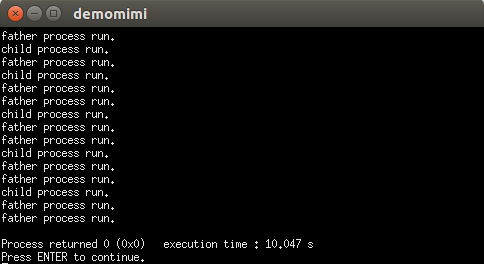 demomimi
father process run.
child process run.
father process run.
child process run.
father process run.
father process run.
child process run.
father process run.
father process run.
child process run.
father process run.
father process run.
child process run.
father process run.
father process run.
Process returned 0 (0x0)   execution time : 10.047 s
Press ENTER to continue.